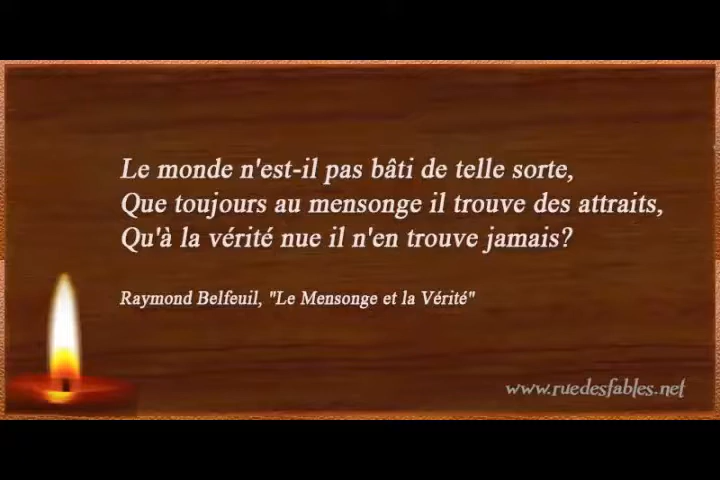 Le monde n'est-il pas bâti de telle sorte,
Que toujours au mensonge il trouve des attraits,
Qu'à la vérité nue il n'en trouve jamais?
Raymond Belfeuil, "Le Mensonge et la Vérité"
www.ruedesfables.net